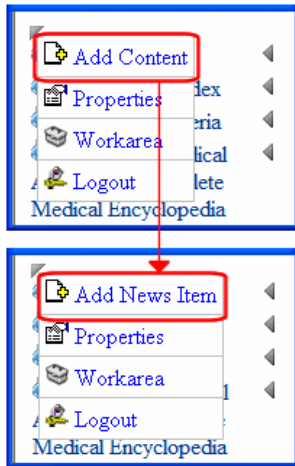 Add Content
Properties
Workarea
Logout
Medical Encyclopedia
Add News Item
Properties
Workarea
Logout
Medical Encyclopedia